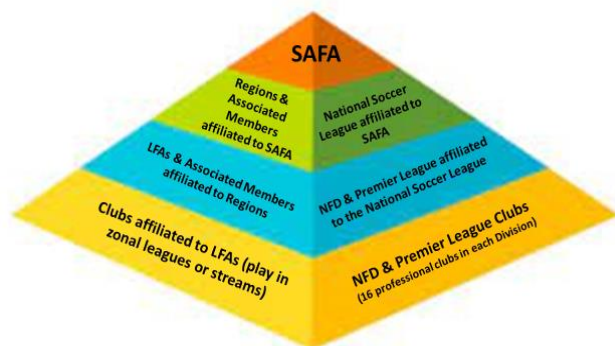 SAFA
Regions &
Associated
Members
affiliated to SAFA
National Soccer
League affiliated to
SAFA
LFAs & Associated Members
affiliated to Regions
NFD & Premier League affiliated
to the National Soccer League
Clubs affiliated to LFAs (play in
zonal leagues or streams)
NFD & Premier League Clubs
(16 professional clubs in each Division)